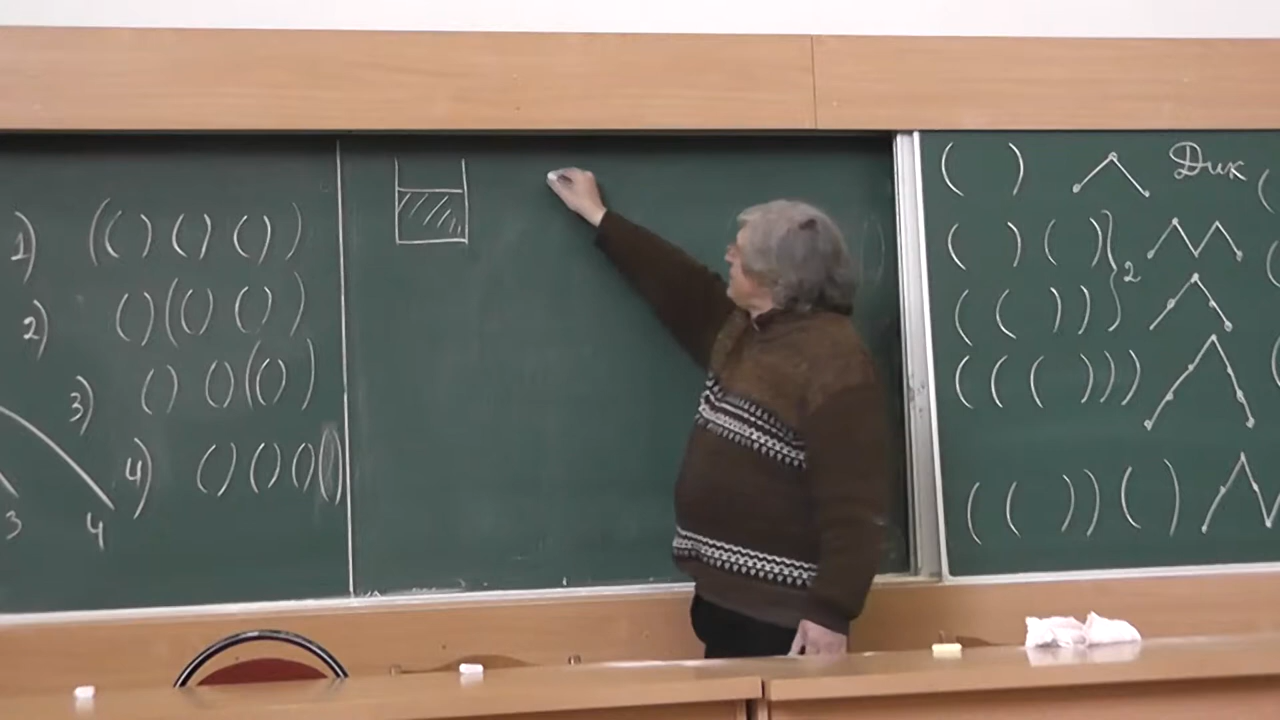 1) (() () ())
2) () (() ())
3) () () (())
4) () () () ()
3 4
( ) Дик
( ) ( ) } 2
( ( ) )
( ( ( ) ) )
( ( ) ) ( )